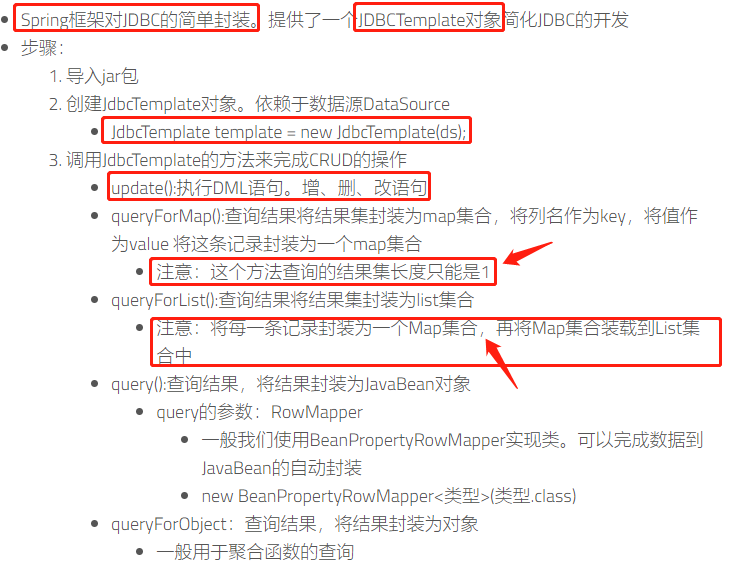 Spring框架对JDBC的简单封装。提供了一个JDBCTemplate对象简化JDBC的开发
步骤：
1. 导入jar包
2. 创建JdbcTemplate对象。依赖于数据源DataSource
JdbcTemplate template = new JdbcTemplate(ds);
3. 调用JdbcTemplate的方法来完成CRUD的操作
update():执行DML语句。增、删、改语句
queryForMap():查询结果将结果集封装为map集合，将列名作为key，将值作
为value 将这条记录封装为一个map集合
注意：这个方法查询的结果集长度只能是1
queryForList():查询结果将结果集封装为list集合
注意：将每一条记录封装为一个Map集合，再将Map集合装载到List集
合中
query():查询结果，将结果封装为JavaBean对象
query的参数：RowMapper
一般我们使用BeanPropertyRowMapper实现类。可以完成数据到
JavaBean的自动封装
new BeanPropertyRowMapper<类型>(类型.class)
queryForObject：查询结果，将结果封装为对象
一般用于聚合函数的查询